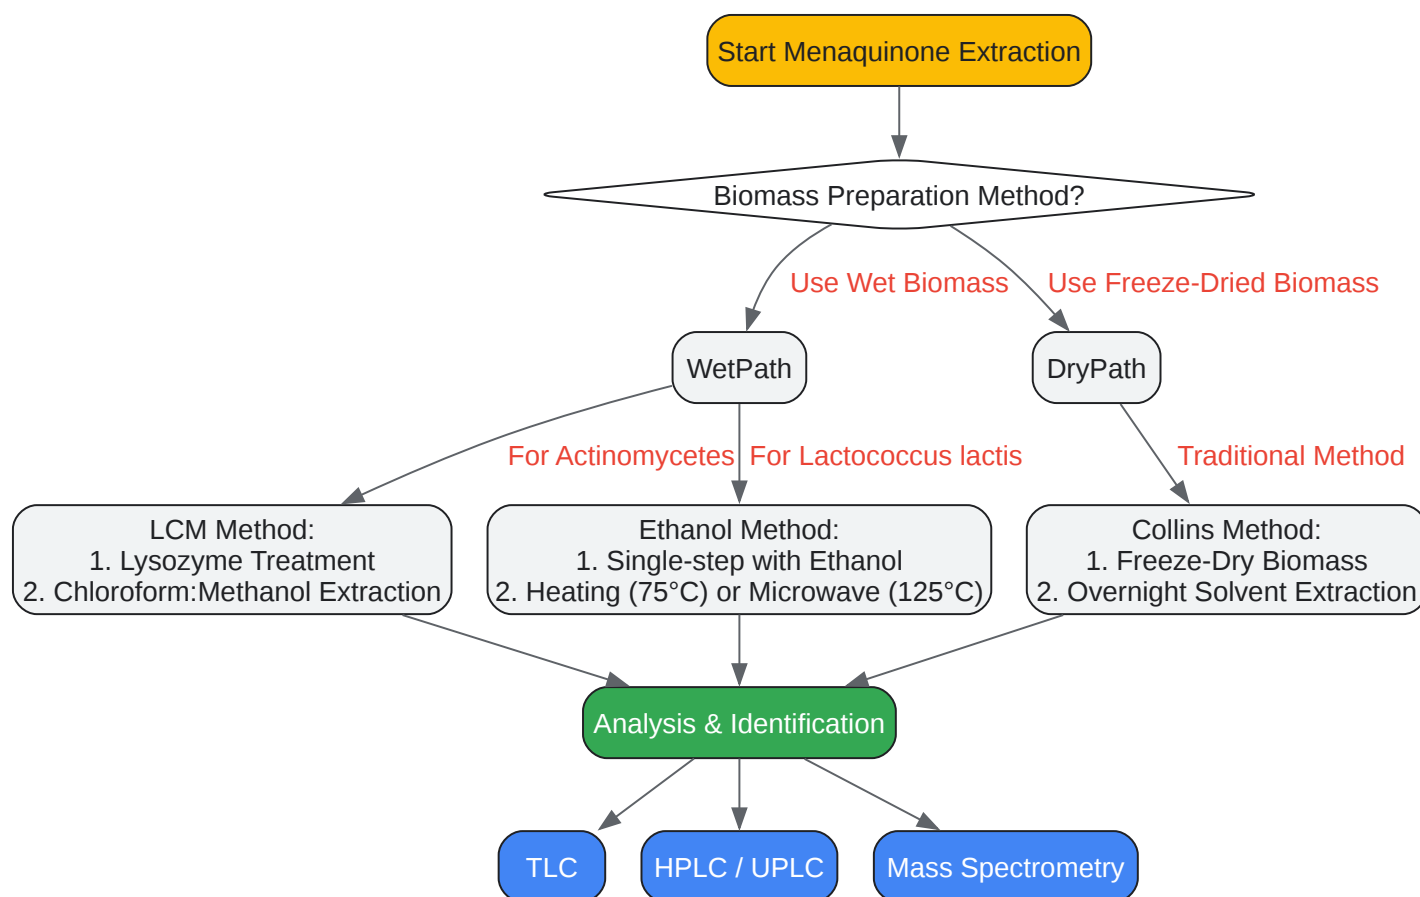 Start Menaquinone Extraction
Biomass Preparation Method?
Use Wet Biomass
Use Freeze-Dried Biomass
WetPath
DryPath
For Actinomycetes
For Lactococcus lactis
Traditional Method
LCM Method:
1. Lysozyme Treatment
2. Chloroform:Methanol Extraction
Ethanol Method:
1. Single-step with Ethanol
2. Heating (75°C) or Microwave (125°C)
Collins Method:
1. Freeze-Dry Biomass
2. Overnight Solvent Extraction
Analysis & Identification
TLC
HPLC / UPLC
Mass Spectrometry